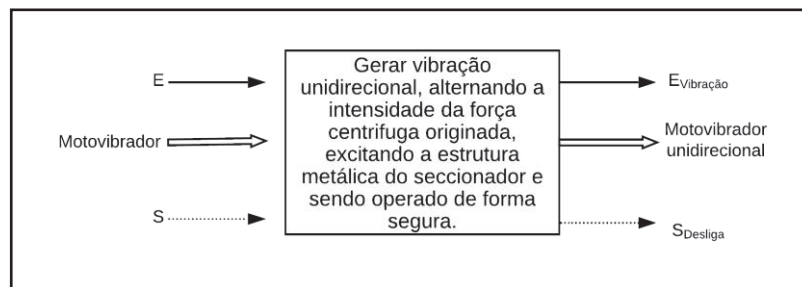 E
Motovibrador
S
Gerar vibração
unidirecional, alternando a
intensidade da força
centrifuga originada,
excitando a estrutura
metálica do seccionador e
sendo operado de forma
segura.
EVibração
Motovibrador
unidirecional
SDesliga